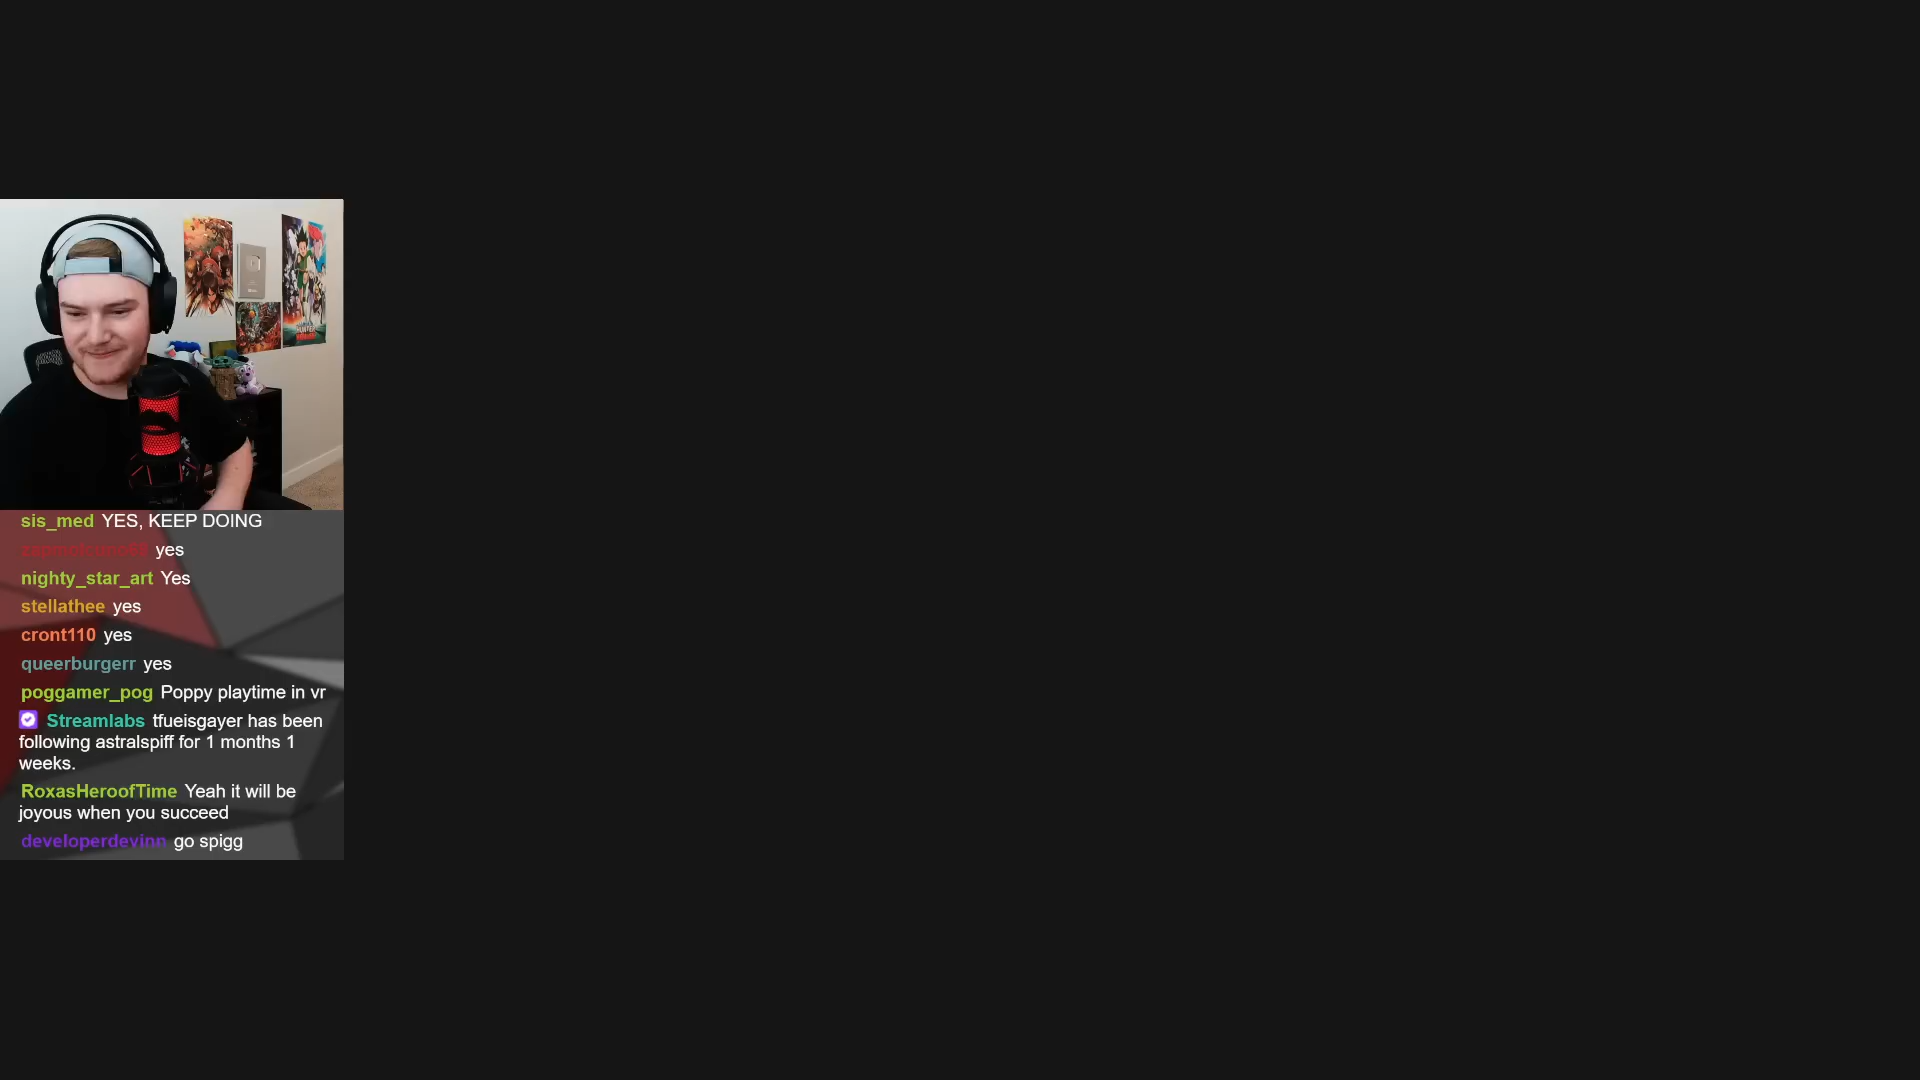 sis_med YES, KEEP DOING
yes
nighty_star_art Yes
stellathee yes
cront110 yes
queerburgerr yes
poggamer_pog Poppy playtime in vr
Streamlabs tfueisgayer has been
following astralspiff for 1 months 1
weeks.
RoxasHeroofTime Yeah it will be
joyous when you succeed
developerdevinn go spigg